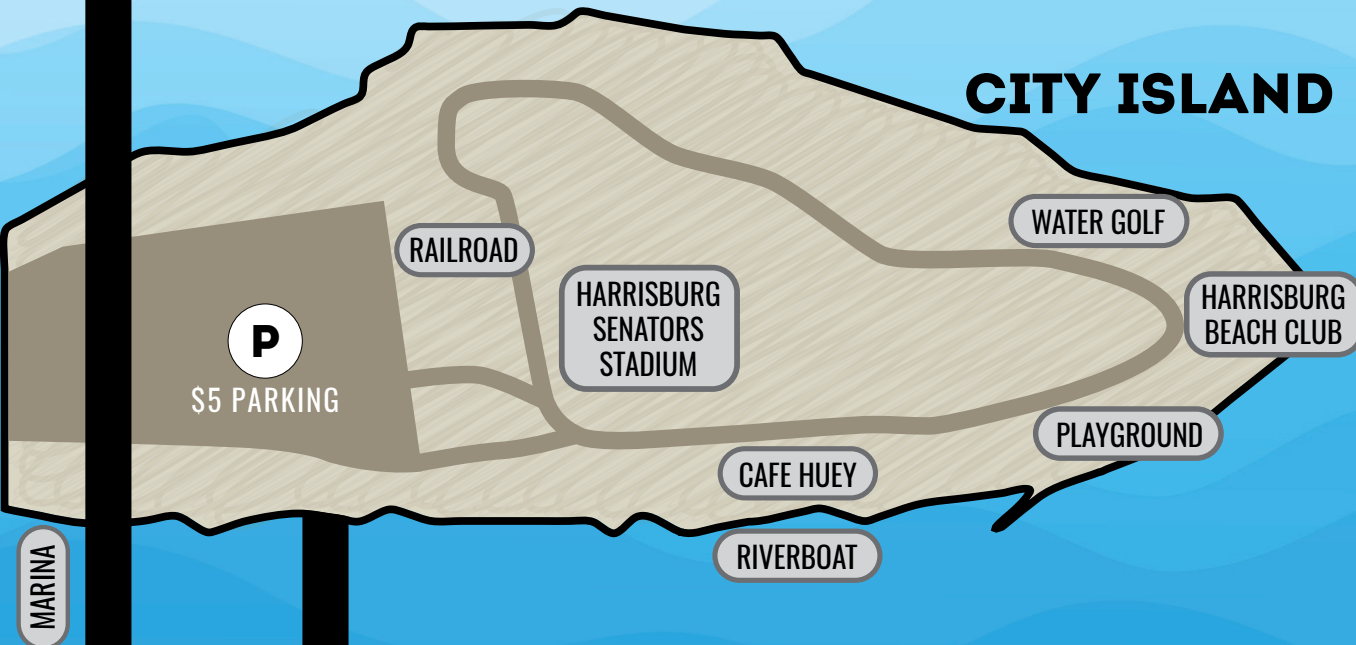 CITY ISLAND
WATER GOLF
RAILROAD
HARRISBURG
SENATORS
STADIUM
HARRISBURG
BEACH CLUB
P
$5 PARKING
PLAYGROUND
CAFE HUEY
RIVERBOAT
MARINA